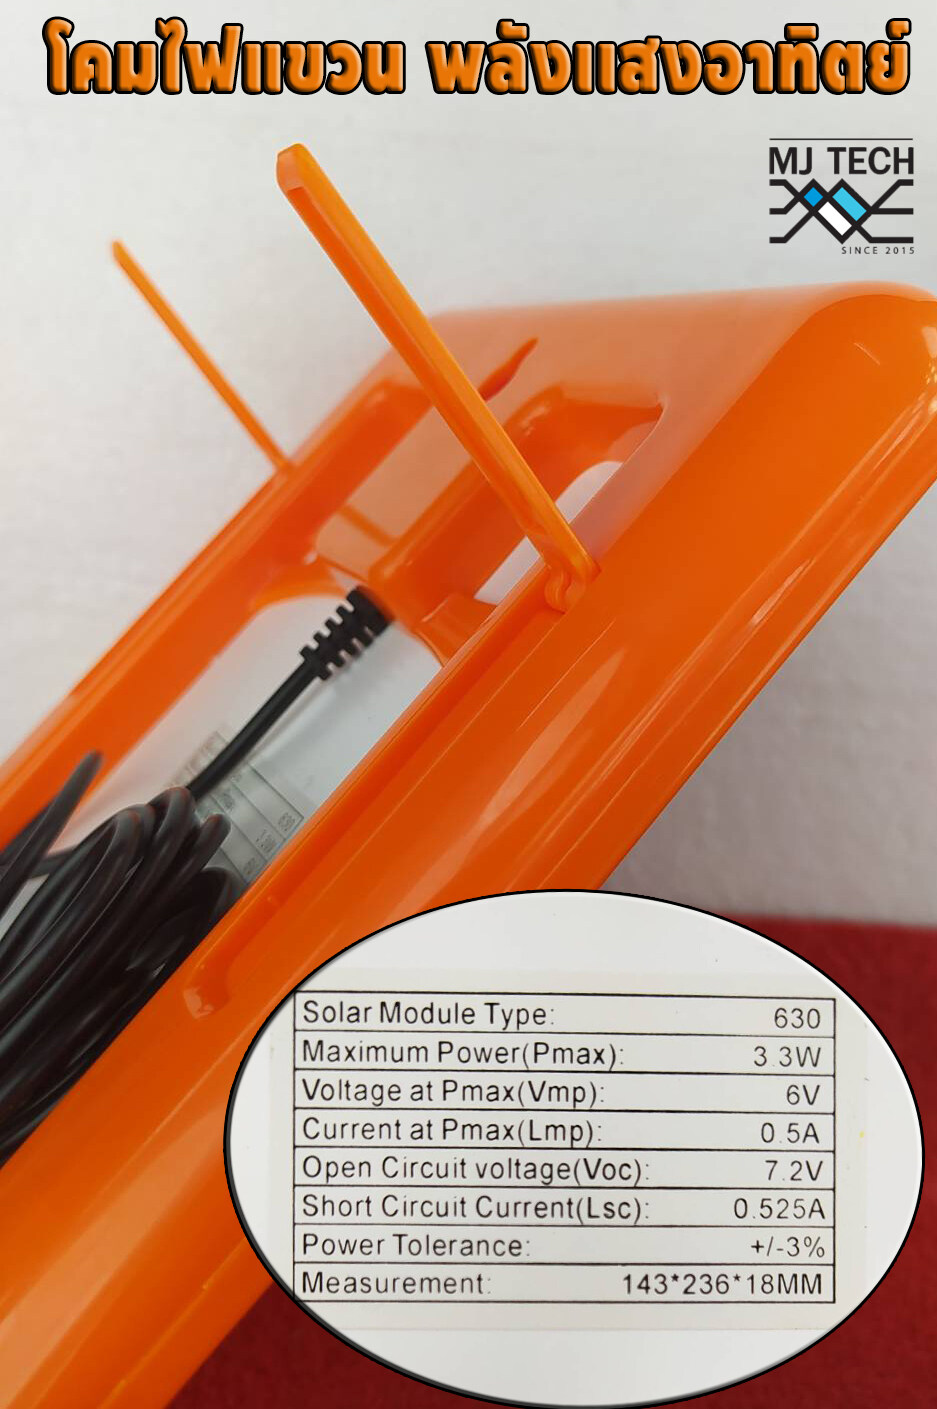 โคมไฟแขวน พลังแสงอาทิตย์
MJ TECH
SINCE 2015
Solar Module Type: 630
Maximum Power(Pmax): 3.3W
Voltage at Pmax(Vmp): 6V
Current at Pmax(Lmp): 0.5A
Open Circuit voltage(Voc): 7.2V
Short Circuit Current(Lsc): 0.525A
Power Tolerance: +/-3%
Measurement: 143*236*18MM